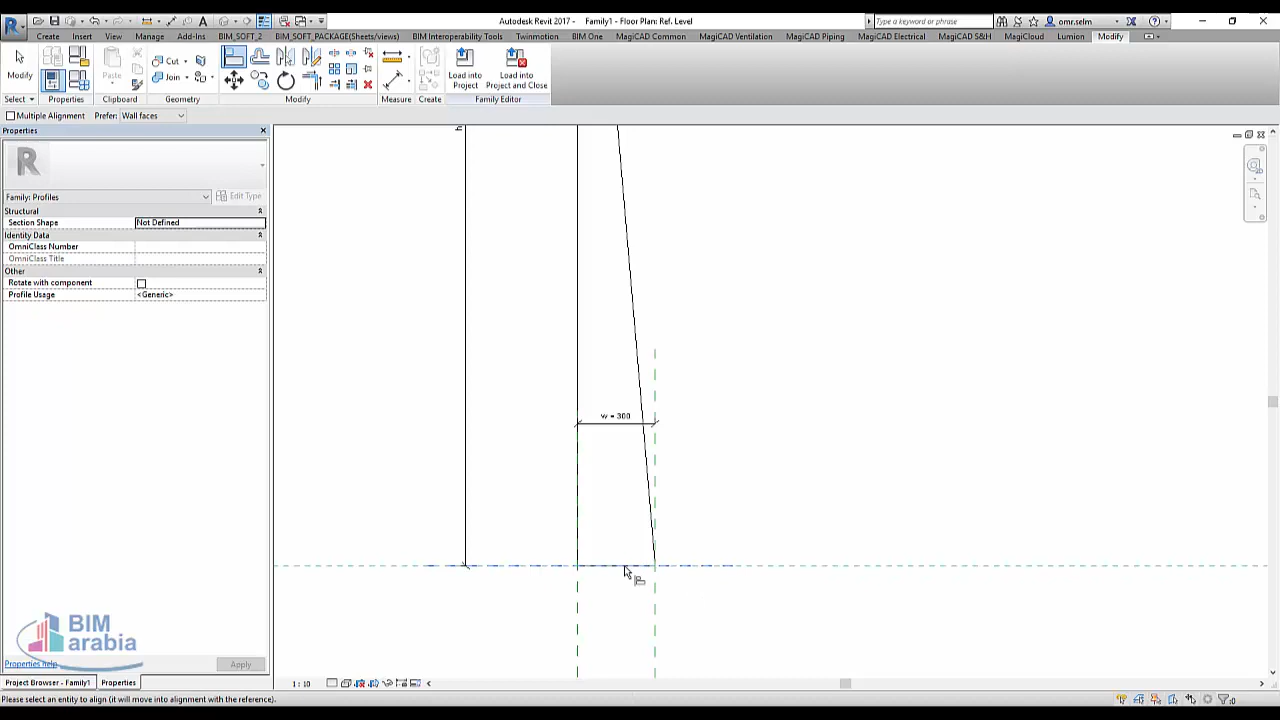 Autodesk Revit 2017 - Family1 - Floor Plan: Ref. Level
Type a keyword or phrase
omr.selm
Create Insert View Manage Add-Ins BIM_SOFT_2 BIM_SOFT_PACKAGE(Sheets/views) BIM Interoperability Tools Twinmotion BIM One MagiCAD Common MagiCAD Ventilation MagiCAD Piping MagiCAD Electrical MagiCAD S&H MagiCloud Lumion Modify
Modify Paste Cut Join Load into Project Load into Project and Close
Select Properties Clipboard Geometry Modify Measure Create Family Editor
Multiple Alignment Prefer: Wall faces
Properties
R
Family: Profiles Edit Type
Structural
Section Shape Not Defined
Identity Data
OmniClass Number
OmniClass Title
Other
Rotate with component
Profile Usage <Generic>
h
w = 300
BIM
arabia
Properties help Apply
Project Browser - Family1 Properties 1 : 10
Please select an entity to align (it will move into alignment with the reference). :0